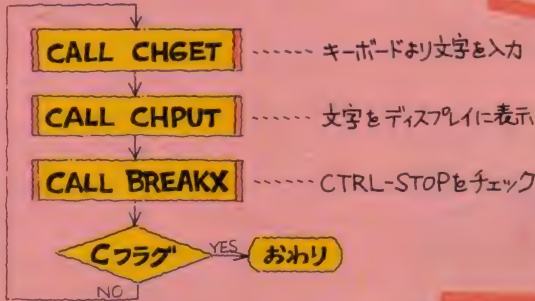 CALL CHGET ...... キーボードより文字を入力
CALL CHPUT ...... 文字をディスプレイに表示
CALL BREAKX ...... CTRL-STOPをチェック
Cフラグ YES おわり
NO